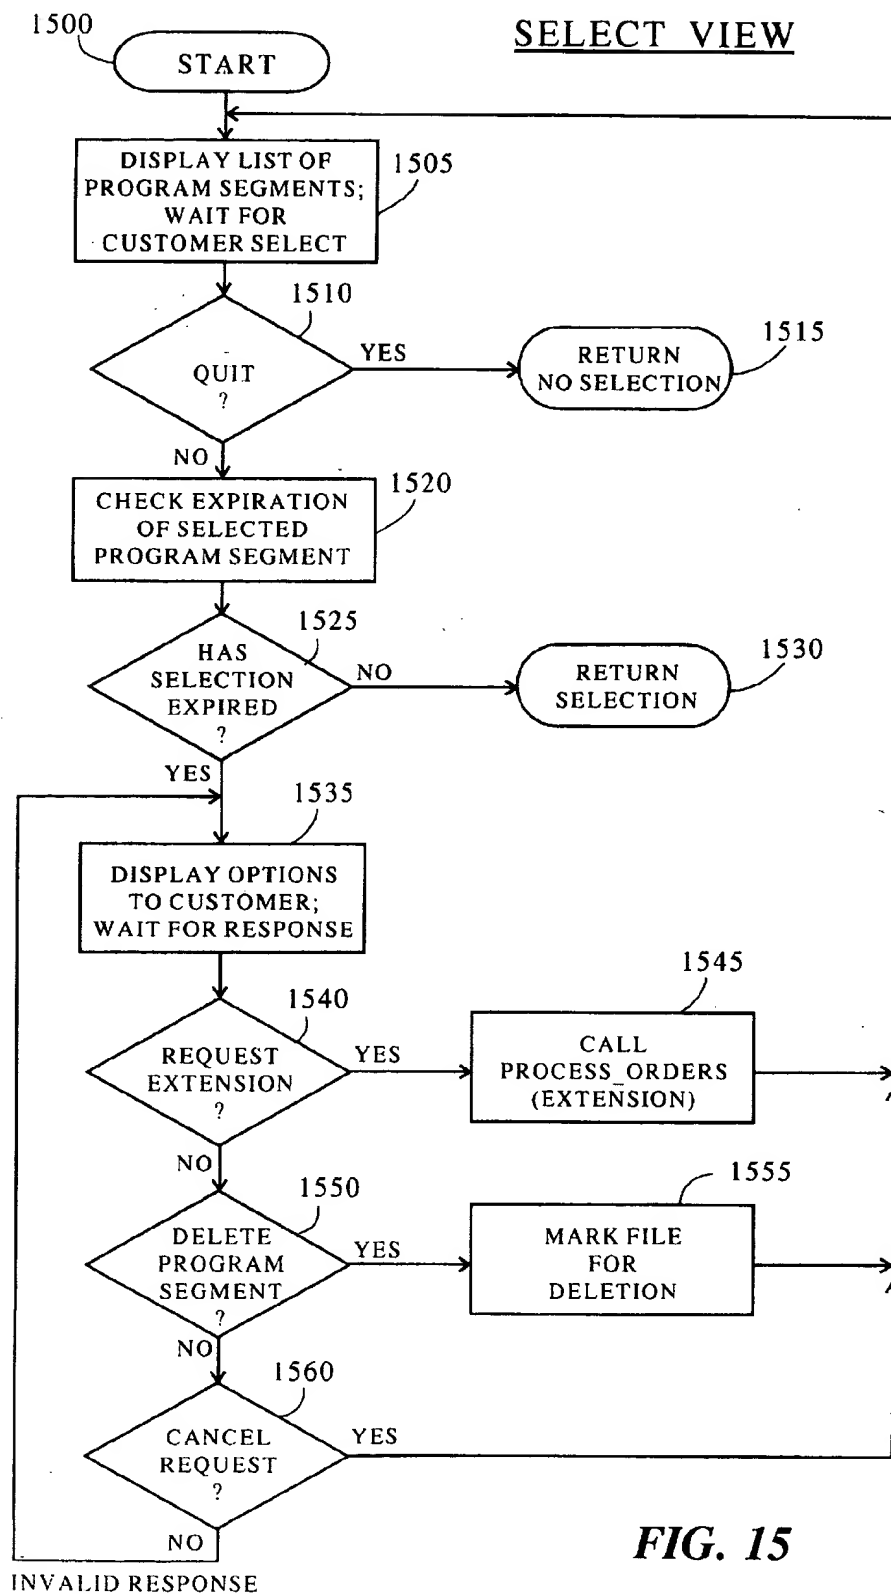 1500
SELECT VIEW
START
DISPLAY LIST OF
PROGRAM SEGMENTS;
WAIT FOR
CUSTOMER SELECT
1505
1510
QUIT
?
YES
RETURN
NO SELECTION
1515
NO
CHECK EXPIRATION
OF SELECTED
PROGRAM SEGMENT
1520
1525
HAS
SELECTION
EXPIRED
?
NO
RETURN
SELECTION
1530
YES
1535
DISPLAY OPTIONS
TO CUSTOMER;
WAIT FOR RESPONSE
1540
REQUEST
EXTENSION
?
YES
1545
CALL
PROCESS_ORDERS
(EXTENSION)
NO
1550
DELETE
PROGRAM
SEGMENT
?
YES
1555
MARK FILE
FOR
DELETION
NO
1560
CANCEL
REQUEST
?
YES
NO
INVALID RESPONSE
FIG. 15